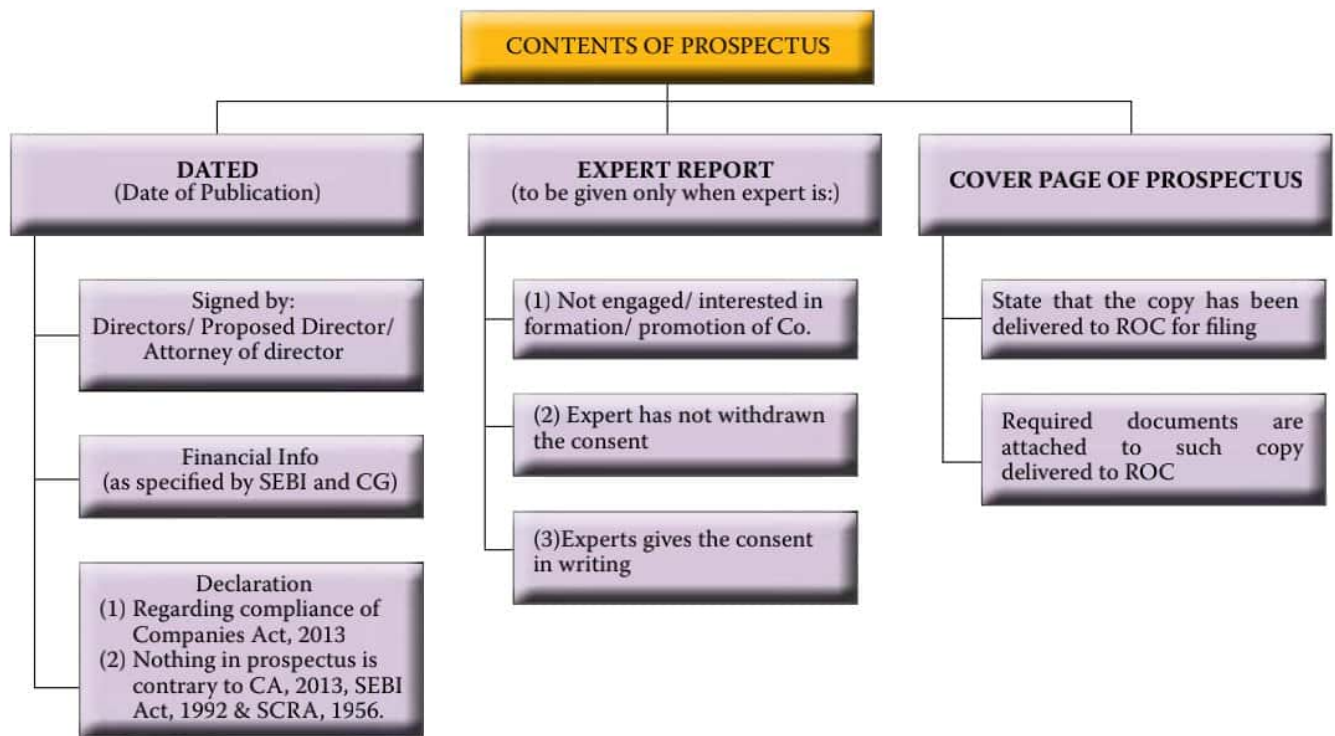 CONTENTS OF PROSPECTUS
DATED
(Date of Publication)
Signed by:
Directors/ Proposed Director/
Attorney of director
Financial Info
(as specified by SEBI and CG)
Declaration
(1) Regarding compliance of
Companies Act, 2013
(2) Nothing in prospectus is
contrary to CA, 2013, SEBI
Act, 1992 & SCRA, 1956.
EXPERT REPORT
(to be given only when expert is:)
(1) Not engaged/ interested in
formation/ promotion of Co.
(2) Expert has not withdrawn
the consent
(3)Experts gives the consent
in writing
COVER PAGE OF PROSPECTUS
State that the copy has been
delivered to ROC for filing
Required documents are
attached to such copy
delivered to ROC